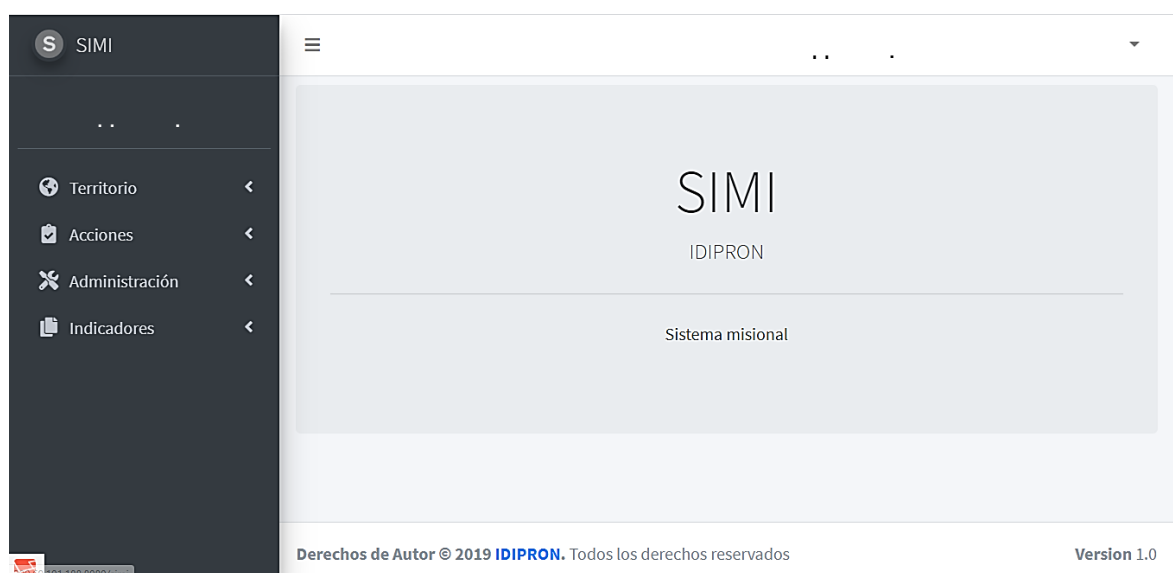 S SIMI
Territorio
Acciones
Administración
Indicadores
SIMI
IDIPRON
Sistema misional
Derechos de Autor © 2019 IDIPRON. Todos los derechos reservados
Version 1.0